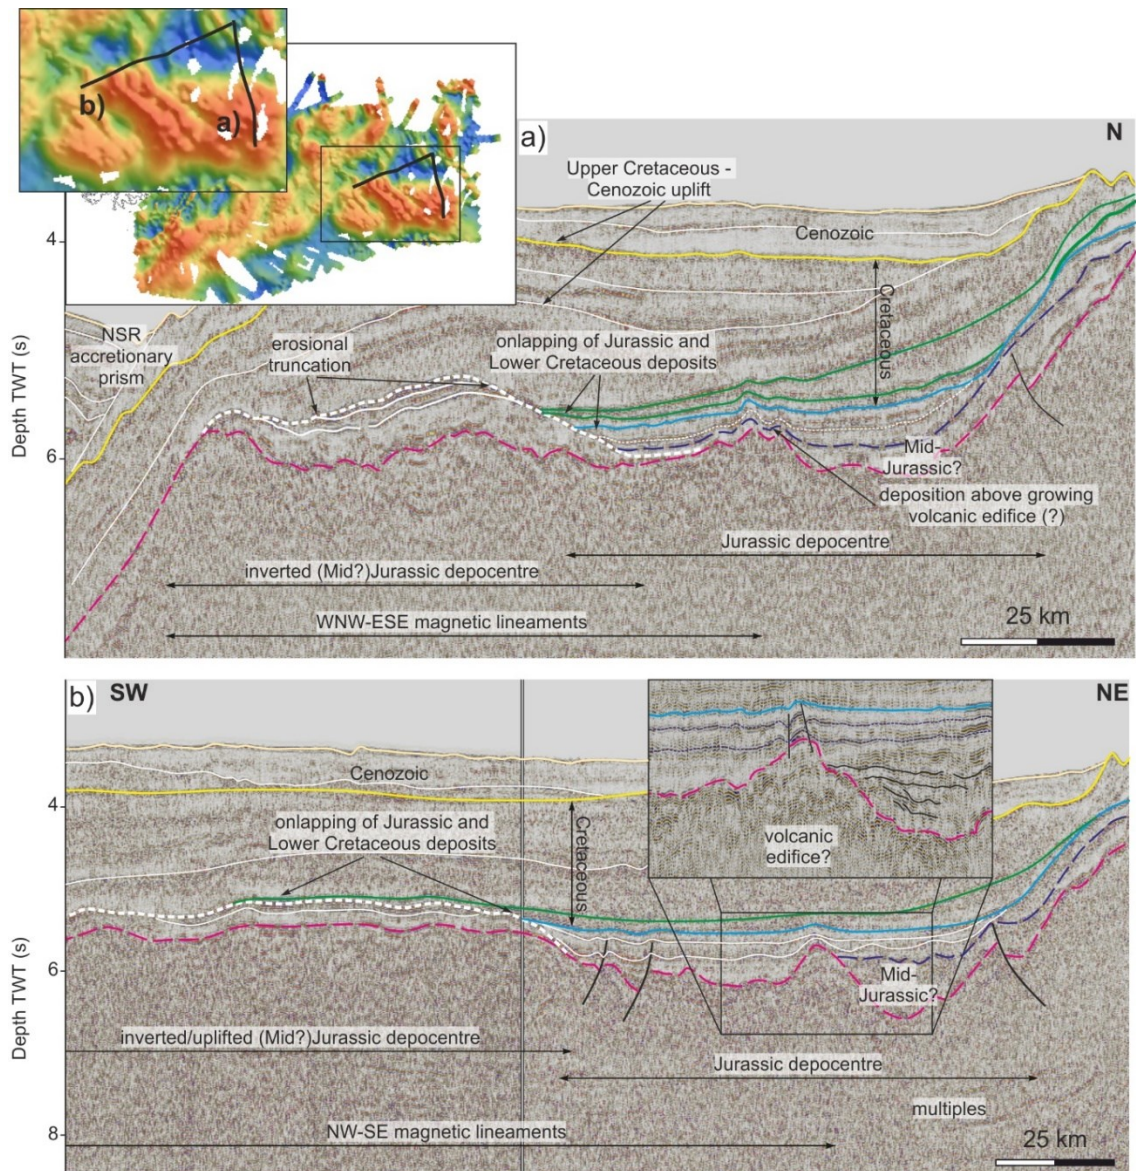 b)
a)
a)
N
Upper Cretaceous -
Cenozoic uplift
Cenozoic
4
NSR
accretionary
prism
erosional
truncation
onlapping of Jurassic and
Lower Cretaceous deposits
Cretaceous
Depth TWT (s)
6
Mid-
Jurassic?
deposition above growing
volcanic edifice (?)
Jurassic depocentre
inverted (Mid?)Jurassic depocentre
WNW-ESE magnetic lineaments
25 km
b)
SW
NE
Cenozoic
4
onlapping of Jurassic and
Lower Cretaceous deposits
Cretaceous
volcanic
edifice?
Depth TWT (s)
6
Mid-
Jurassic?
inverted/uplifted (Mid?)Jurassic depocentre
Jurassic depocentre
multiples
NW-SE magnetic lineaments
8
25 km